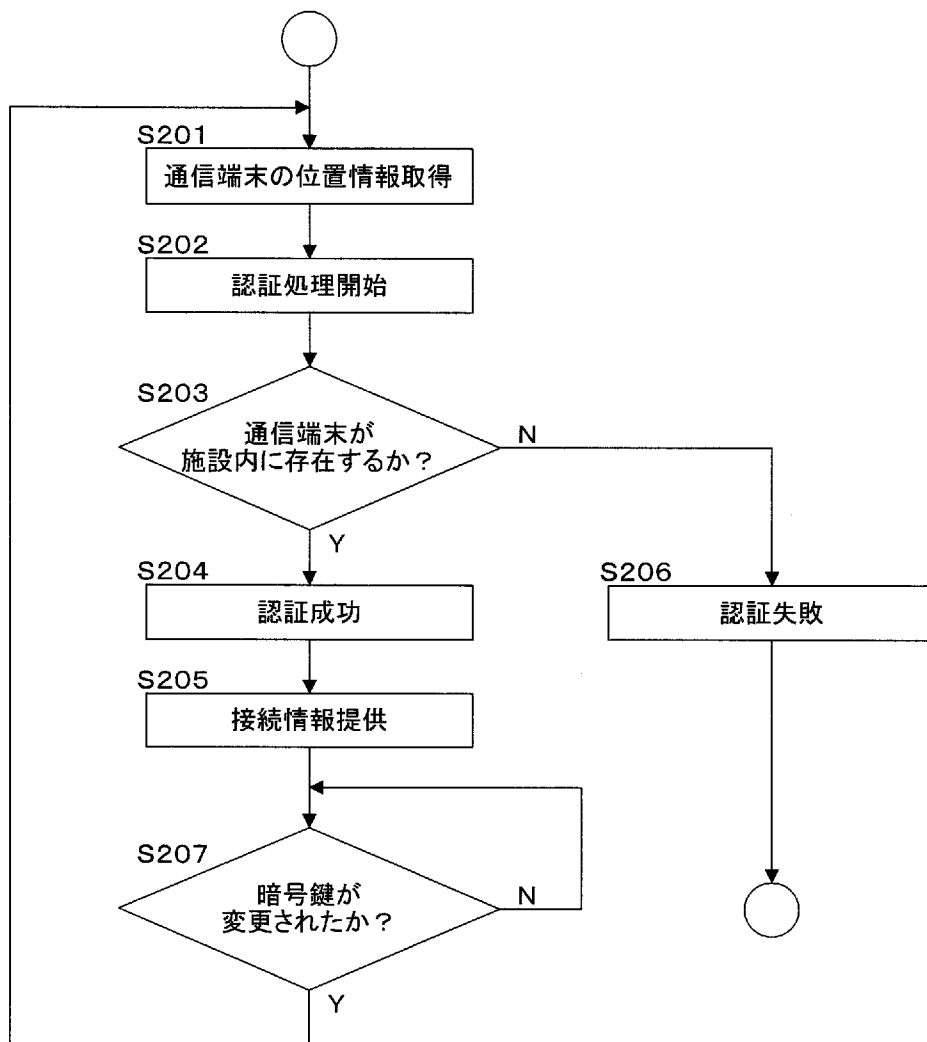 S201
通信端末の位置情報取得
S202
認証処理開始
S203
通信端末が
施設内に存在するか？
N
Y
S204
認証成功
S206
認証失敗
S205
接続情報提供
S207
暗号鍵が
変更されたか？
N
Y